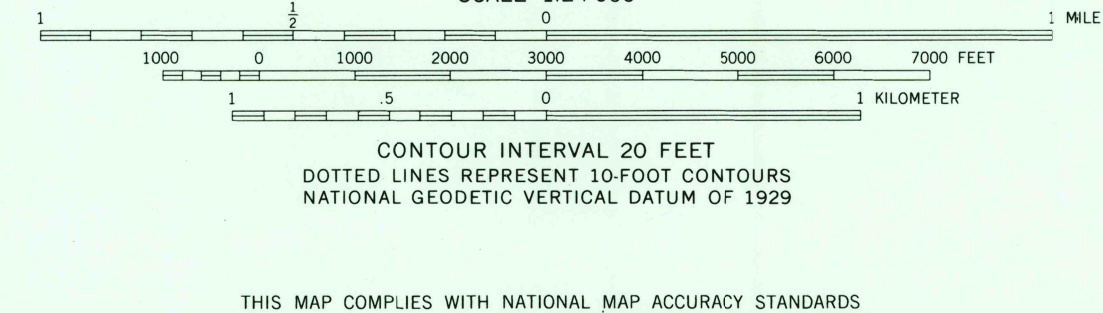 1 1/2 0 1 MILE
1000 0 1000 2000 3000 4000 5000 6000 7000 FEET
1 .5 0 1 KILOMETER
CONTOUR INTERVAL 20 FEET
DOTTED LINES REPRESENT 10-FOOT CONTOURS
NATIONAL GEODETIC VERTICAL DATUM OF 1929
THIS MAP COMPLIES WITH NATIONAL MAP ACCURACY STANDARDS